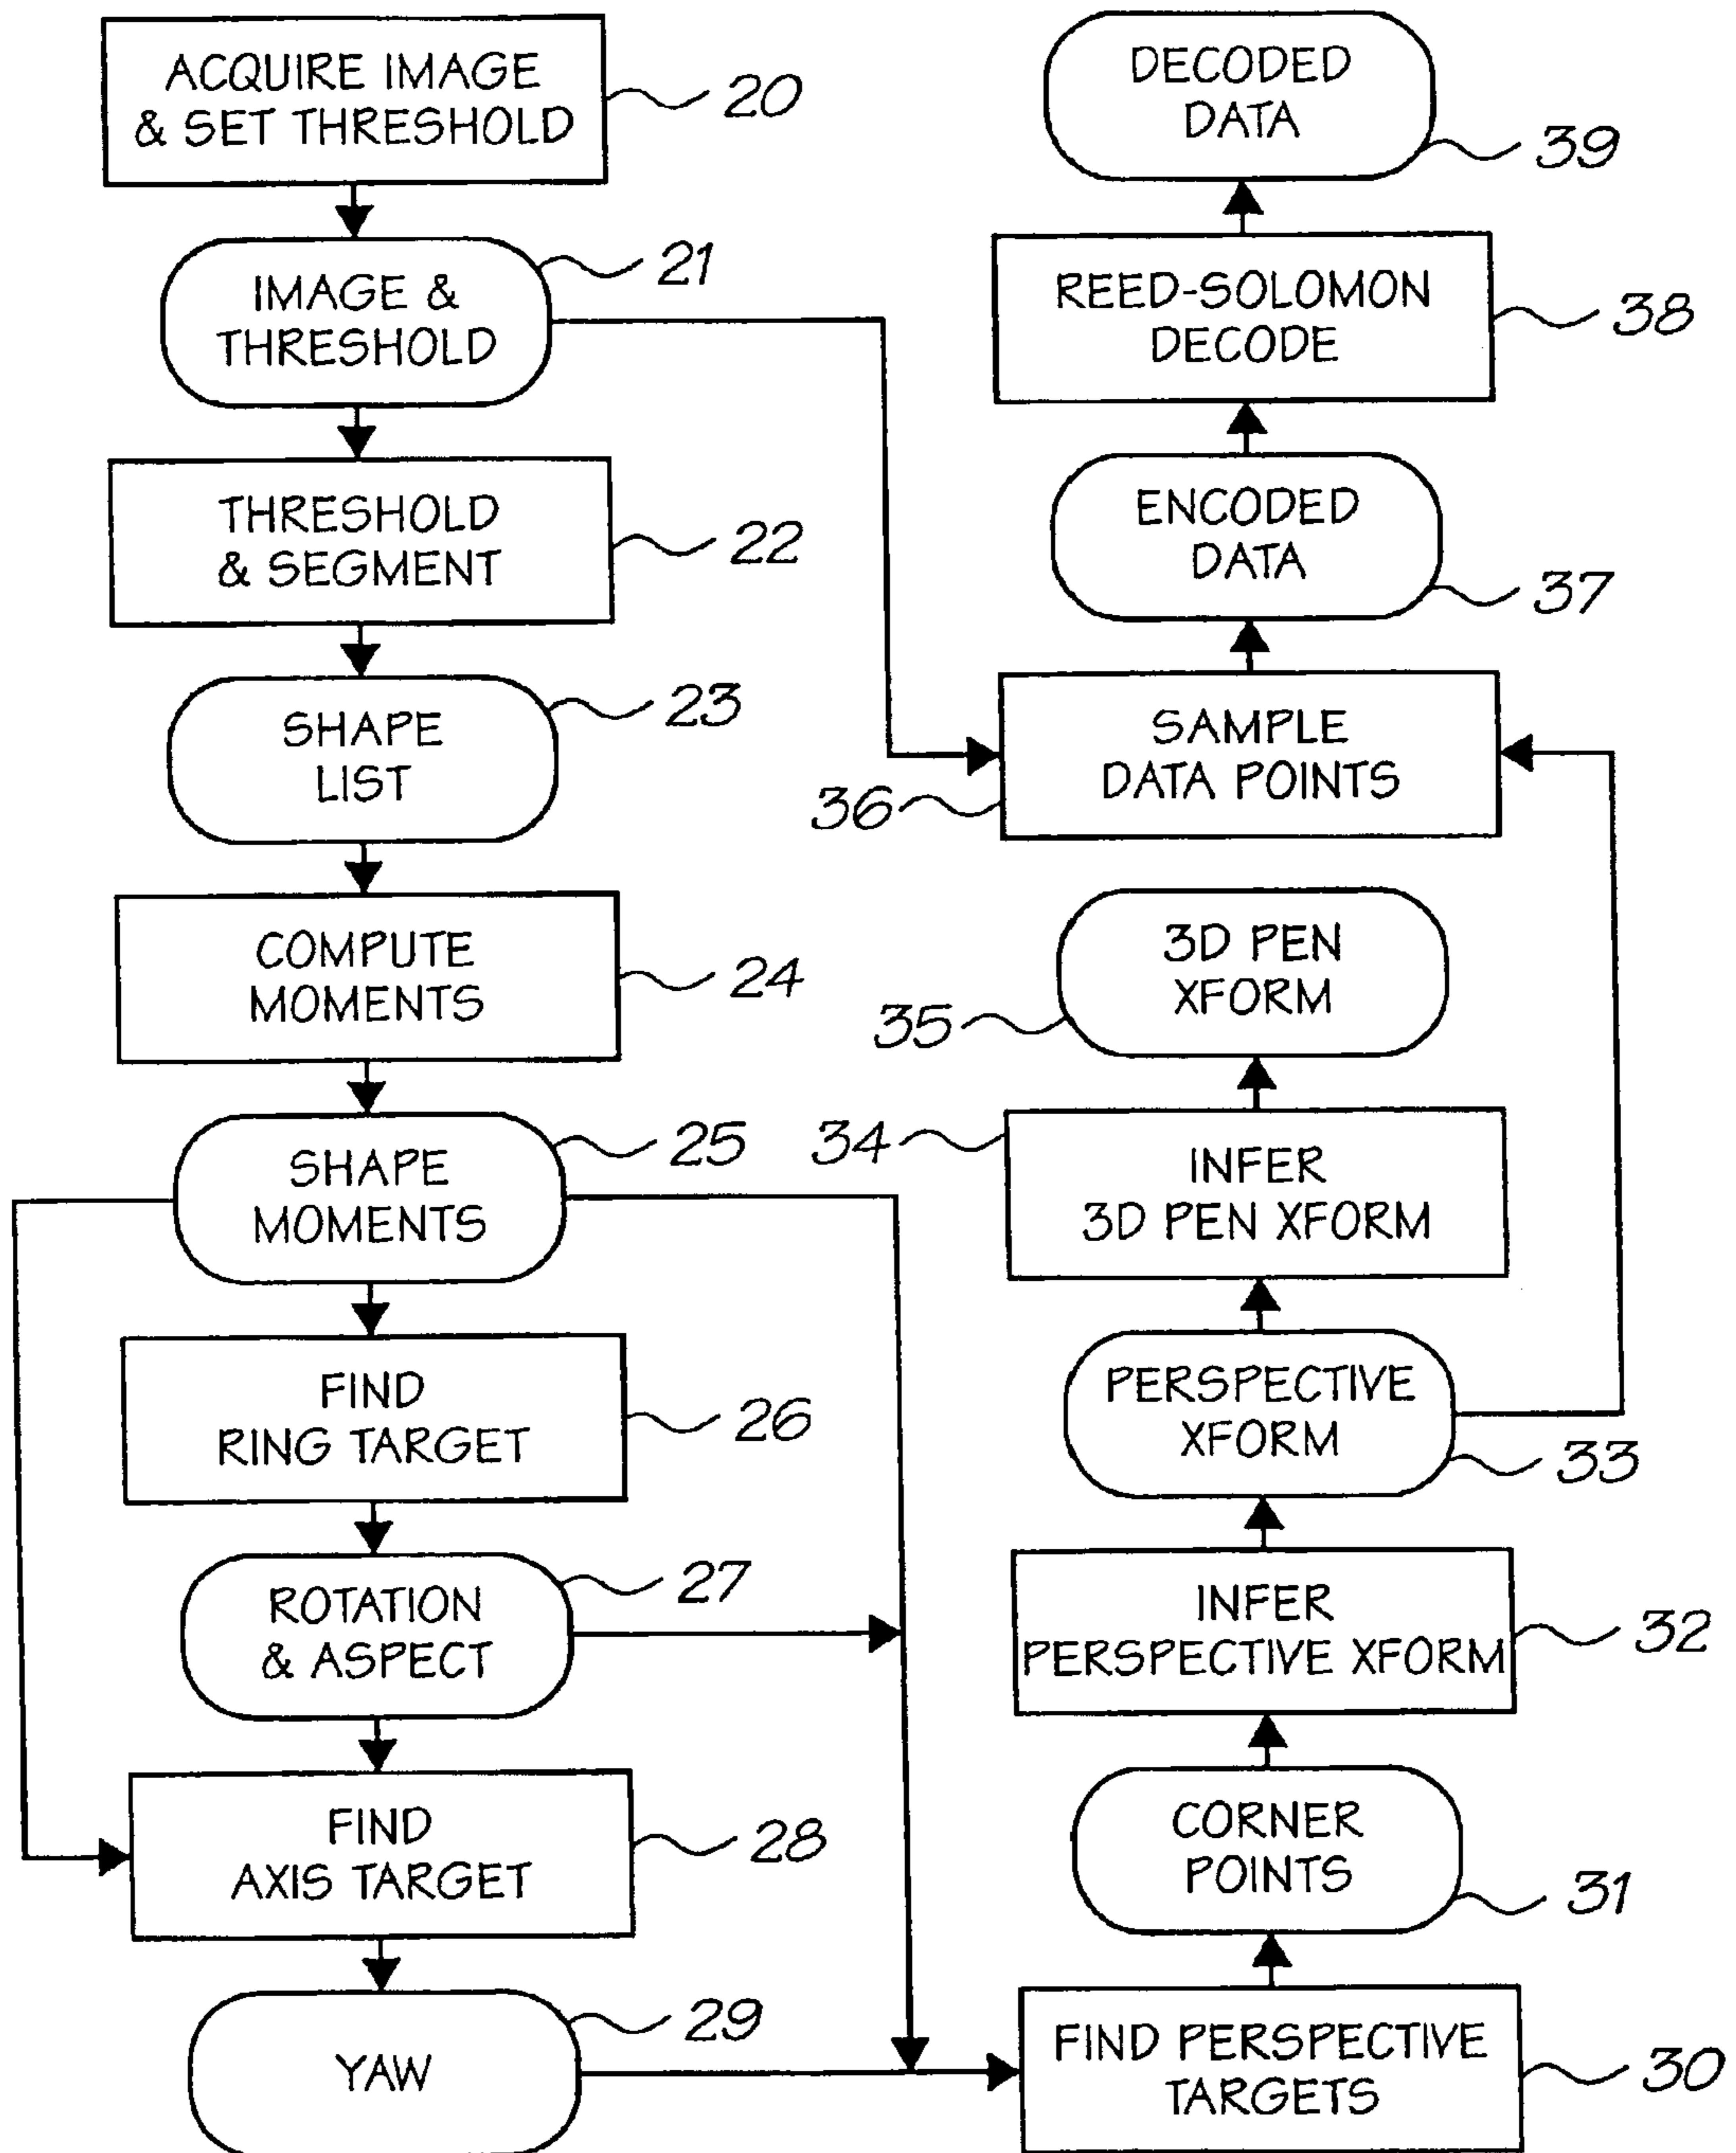 ACQUIRE IMAGE
& SET THRESHOLD
20
IMAGE &
THRESHOLD
21
THRESHOLD
& SEGMENT
22
SHAPE
LIST
23
COMPUTE
MOMENTS
24
SHAPE
MOMENTS
25
FIND
RING TARGET
26
ROTATION
& ASPECT
27
FIND
AXIS TARGET
28
YAW
29
FIND PERSPECTIVE
TARGETS
30
CORNER
POINTS
31
INFER
PERSPECTIVE XFORM
32
PERSPECTIVE
XFORM
33
INFER
3D PEN XFORM
34
3D PEN
XFORM
35
SAMPLE
DATA POINTS
36
ENCODED
DATA
37
REED-SOLOMON
DECODE
38
DECODED
DATA
39